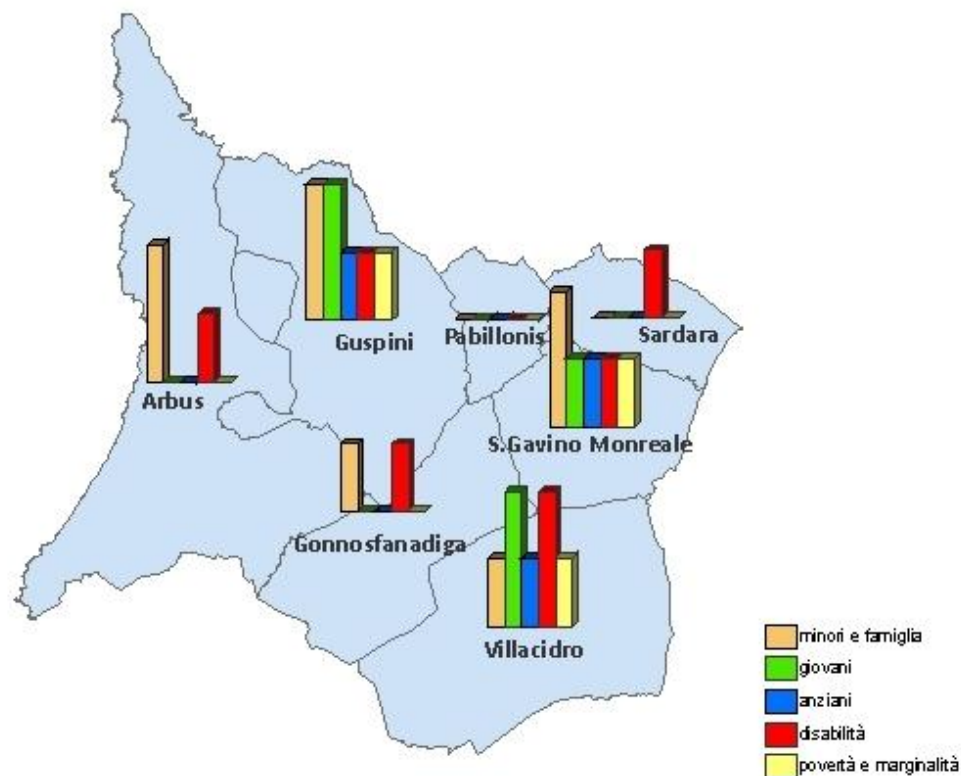 Guspini
Pabillonis
Sardara
Arbus
S.Gavino Monreale
Gonnosfanadiga
Villacidro
minori e famiglia
giovani
anziani
disabilità
povertà e marginalità